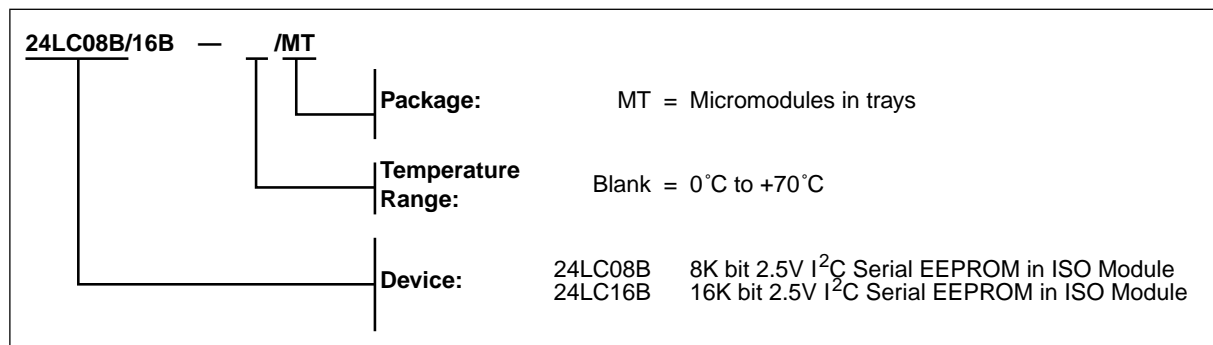 24LC08B/16B — /MT
Package: MT = Micromodules in trays
Temperature
Range: Blank = 0˚C to +70˚C
Device: 24LC08B 8K bit 2.5V I²C Serial EEPROM in ISO Module
24LC16B 16K bit 2.5V I²C Serial EEPROM in ISO Module